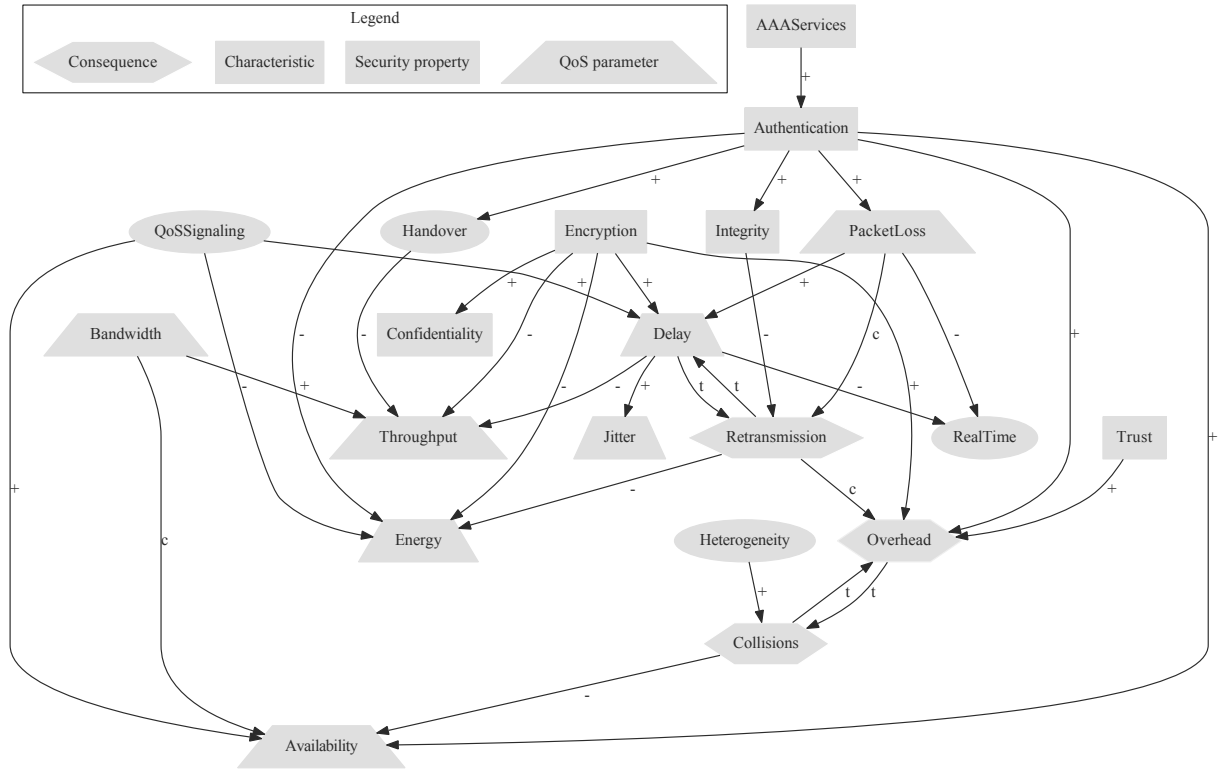 Legend
AAAServices
Consequence
Characteristic
Security property
QoS parameter
+
Authentication
+
+
+
QoSSignaling
Handover
Encryption
Integrity
PacketLoss
+
+
+
+
Bandwidth
Confidentiality
Delay
-
-
-
-
c
-
+
-
-
+
-
+
t
t
-
+
Throughput
Jitter
Retransmission
RealTime
Trust
+
+
-
c
+
c
Energy
Heterogeneity
Overhead
+
t
t
Collisions
-
Availability